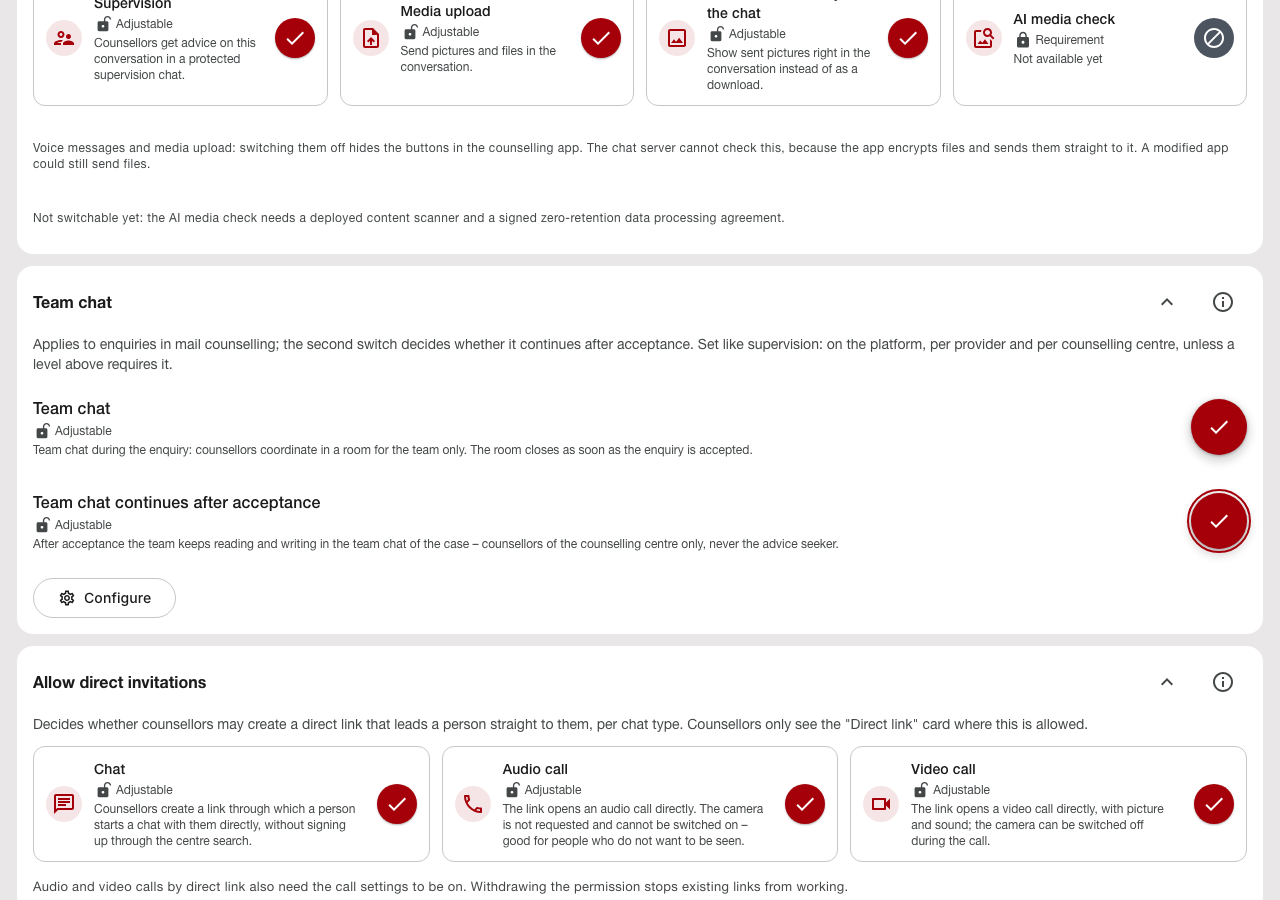 Supervision
Adjustable
Counsellors get advice on this
conversation in a protected
supervision chat.
Media upload
Adjustable
Send pictures and files in the
conversation.
the chat
Adjustable
Show sent pictures right in the
conversation instead of as a
download.
AI media check
Requirement
Not available yet
Voice messages and media upload: switching them off hides the buttons in the counselling app. The chat server cannot check this, because the app encrypts files and sends them straight to it. A modified app
could still send files.
Not switchable yet: the AI media check needs a deployed content scanner and a signed zero-retention data processing agreement.
Team chat
Applies to enquiries in mail counselling; the second switch decides whether it continues after acceptance. Set like supervision: on the platform, per provider and per counselling centre, unless a
level above requires it.
Team chat
Adjustable
Team chat during the enquiry: counsellors coordinate in a room for the team only. The room closes as soon as the enquiry is accepted.
Team chat continues after acceptance
Adjustable
After acceptance the team keeps reading and writing in the team chat of the case – counsellors of the counselling centre only, never the advice seeker.
Configure
Allow direct invitations
Decides whether counsellors may create a direct link that leads a person straight to them, per chat type. Counsellors only see the "Direct link" card where this is allowed.
Chat
Adjustable
Counsellors create a link through which a person
starts a chat with them directly, without signing
up through the centre search.
Audio call
Adjustable
The link opens an audio call directly. The camera
is not requested and cannot be switched on –
good for people who do not want to be seen.
Video call
Adjustable
The link opens a video call directly, with picture
and sound; the camera can be switched off
during the call.
Audio and video calls by direct link also need the call settings to be on. Withdrawing the permission stops existing links from working.